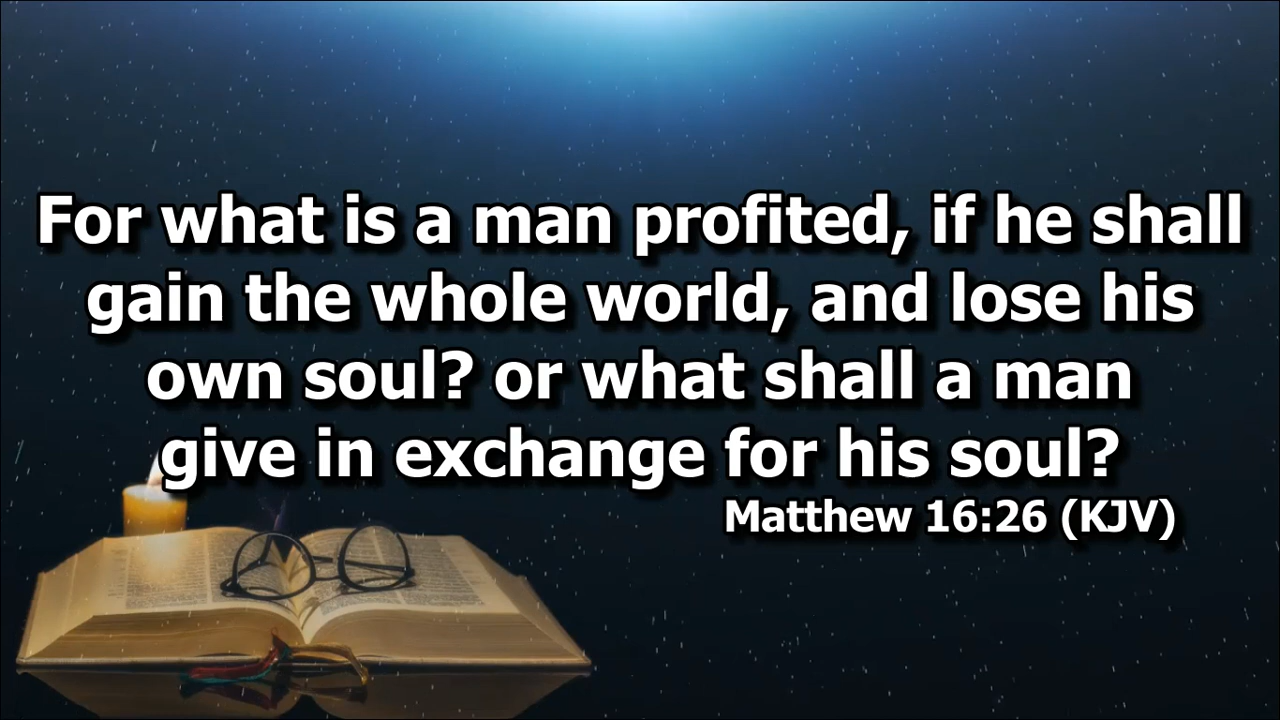 For what is a man profited, if he shall
gain the whole world, and lose his
own soul? or what shall a man
give in exchange for his soul?
Matthew 16:26 (KJV)